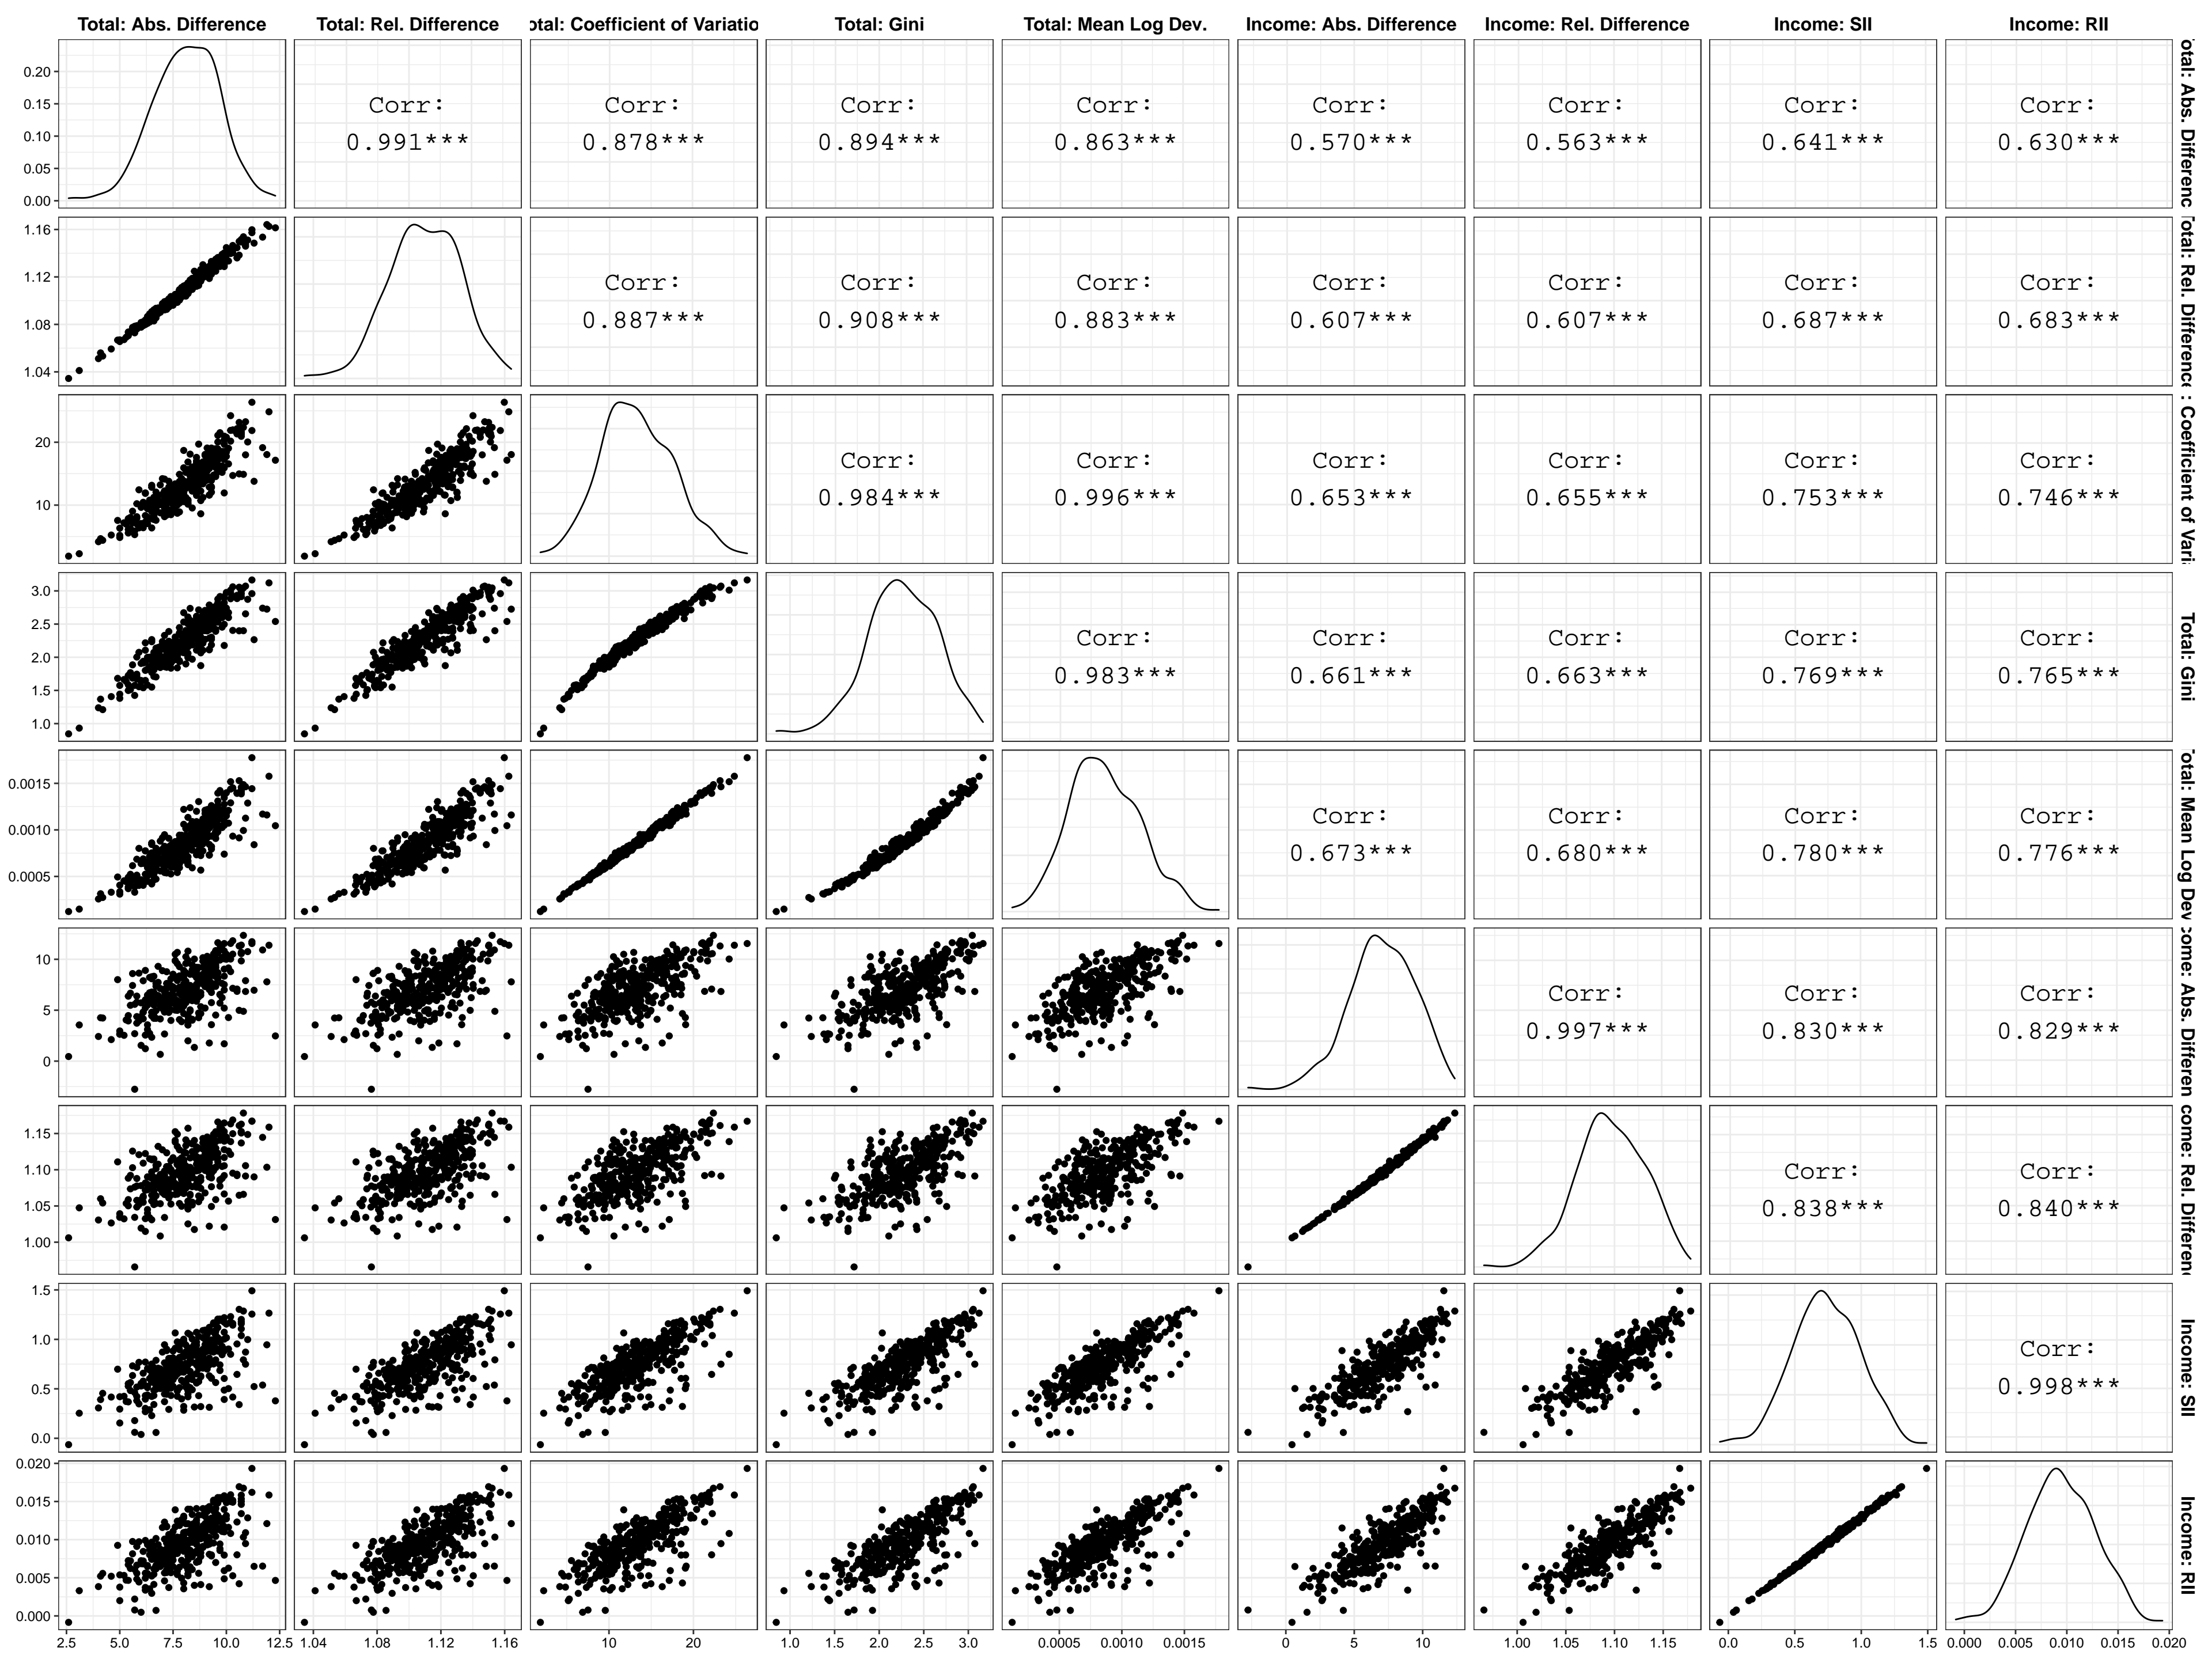 Total: Abs. Difference Total: Rel. Difference otal: Coefficient of Variatio Total: Gini Total: Mean Log Dev. Income: Abs. Difference Income: Rel. Difference Income: SII Income: RII
0.20
0.15
0.10
0.05
0.00
Corr: Corr: Corr: Corr: Corr: Corr: Corr: Corr:
0.991*** 0.878*** 0.894*** 0.863*** 0.570*** 0.563*** 0.641*** 0.630***
otal: Abs. Differenc
1.16
1.12
1.08
1.04
Corr: Corr: Corr: Corr: Corr: Corr: Corr:
0.887*** 0.908*** 0.883*** 0.607*** 0.607*** 0.687*** 0.683***
otal: Rel. Difference
20
10
Corr: Corr: Corr: Corr: Corr: Corr:
0.984*** 0.996*** 0.653*** 0.655*** 0.753*** 0.746***
: Coefficient of Vari
3.0
2.5
2.0
1.5
1.0
Corr: Corr: Corr: Corr: Corr:
0.983*** 0.661*** 0.663*** 0.769*** 0.765***
Total: Gini
0.0015
0.0010
0.0005
Corr: Corr: Corr: Corr:
0.673*** 0.680*** 0.780*** 0.776***
otal: Mean Log Dev
10
5
0
Corr: Corr: Corr:
0.997*** 0.830*** 0.829***
come: Abs. Differen
1.15
1.10
1.05
1.00
Corr: Corr:
0.838*** 0.840***
come: Rel. Differen
1.5
1.0
0.5
0.0
Corr:
0.998***
Income: SII
0.020
0.015
0.010
0.005
0.000
Income: RII
2.5 5.0 7.5 10.0 12.5 1.04 1.08 1.12 1.16 10 20 1.0 1.5 2.0 2.5 3.0 0.0005 0.0010 0.0015 0 5 10 1.00 1.05 1.10 1.15 0.0 0.5 1.0 1.5 0.000 0.005 0.010 0.015 0.020